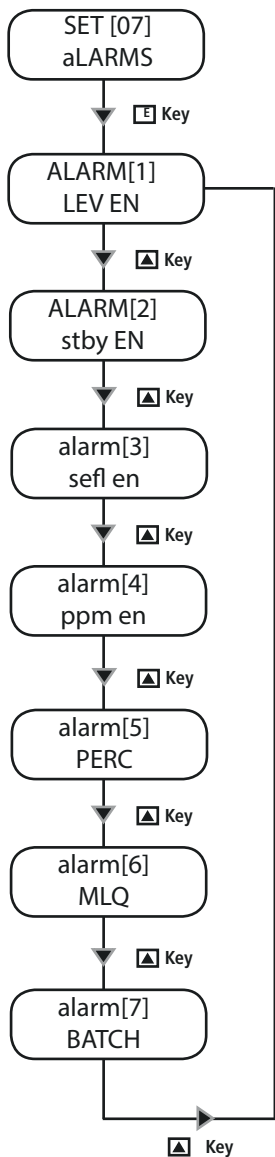 SET [07]
aLARMS
E Key
ALARM[1]
LEV EN
Key
ALARM[2]
stby EN
Key
alarm[3]
sefl en
Key
alarm[4]
ppm en
Key
alarm[5]
PERC
Key
alarm[6]
MLQ
Key
alarm[7]
BATCH
Key